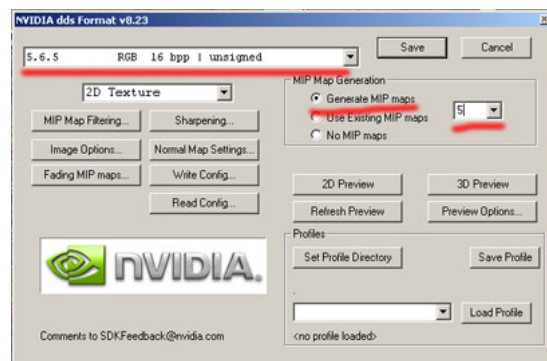 NVIDIA dds Format v8.23
5.6.5 RGB 16 bpp | unsigned
Save
Cancel
2D Texture
MIP Map Generation
Generate MIP maps
Use Existing MIP maps
No MIP maps
5
MIP Map Filtering...
Sharpening...
Image Options...
Normal Map Settings...
Fading MIP maps...
Write Config...
Read Config...
2D Preview
3D Preview
Refresh Preview
Preview Options...
Profiles
Set Profile Directory
Save Profile
.
Load Profile
<no profile loaded>
nVIDIA.
Comments to SDKFeedback@nvidia.com